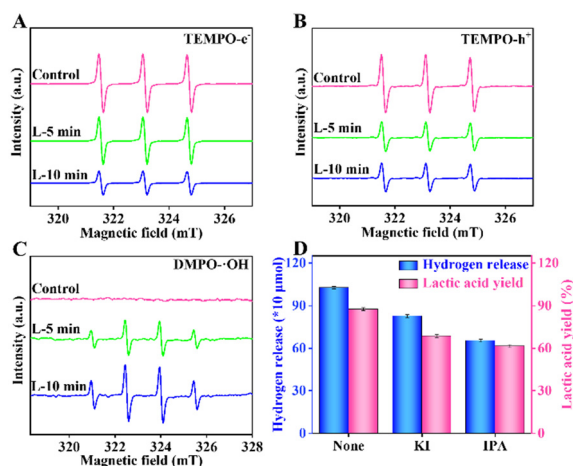 A
TEMPO-e⁻
Control
L-5 min
L-10 min
Intensity (a.u.)
320 322 324 326
Magnetic field (mT)
B
TEMPO-h⁺
Control
L-5 min
L-10 min
Intensity (a.u.)
320 322 324 326
Magnetic field (mT)
C
DMPO-·OH
Control
L-5 min
L-10 min
Intensity (a.u.)
320 322 324 326 328
Magnetic field (mT)
D
Hydrogen release
Lactic acid yield
Hydrogen release (*10 μmol)
120
90
60
30
0
Lactic acid yield (%)
120
90
60
30
0
None KI IPA